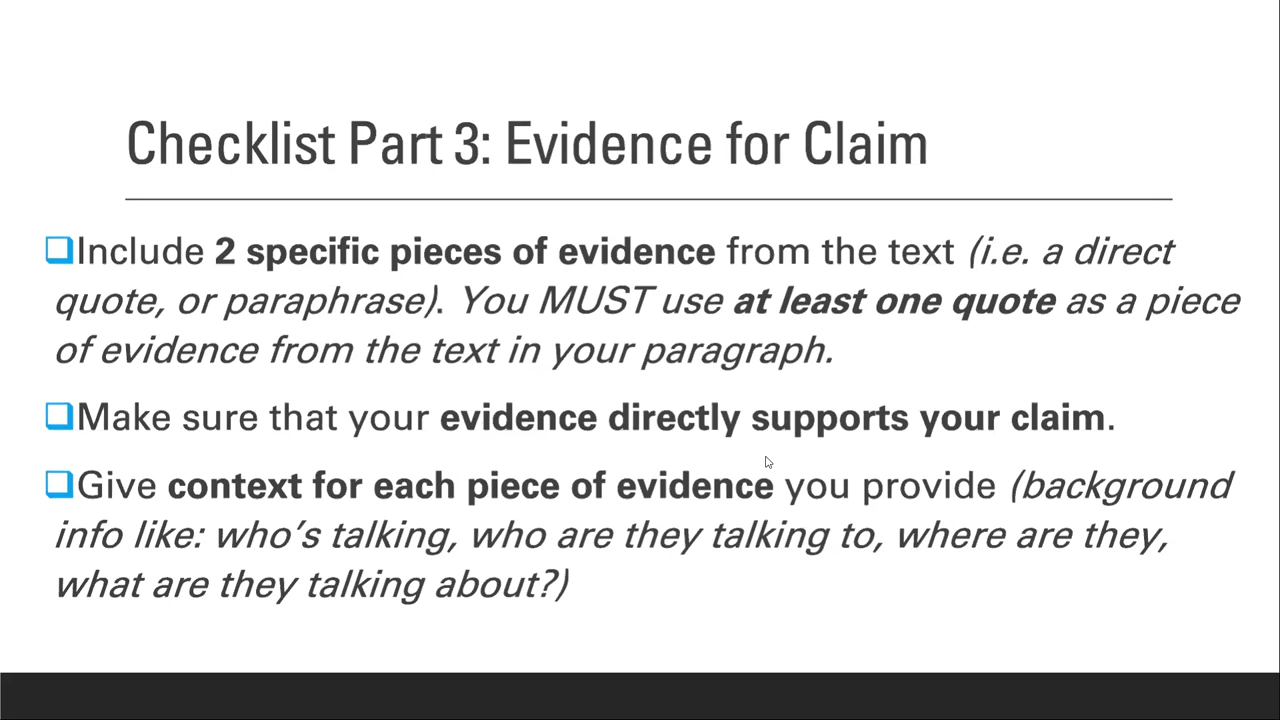 Checklist Part 3: Evidence for Claim
Include 2 specific pieces of evidence from the text (i.e. a direct
quote, or paraphrase). You MUST use at least one quote as a piece
of evidence from the text in your paragraph.
Make sure that your evidence directly supports your claim.
Give context for each piece of evidence you provide (background
info like: who’s talking, who are they talking to, where are they,
what are they talking about?)